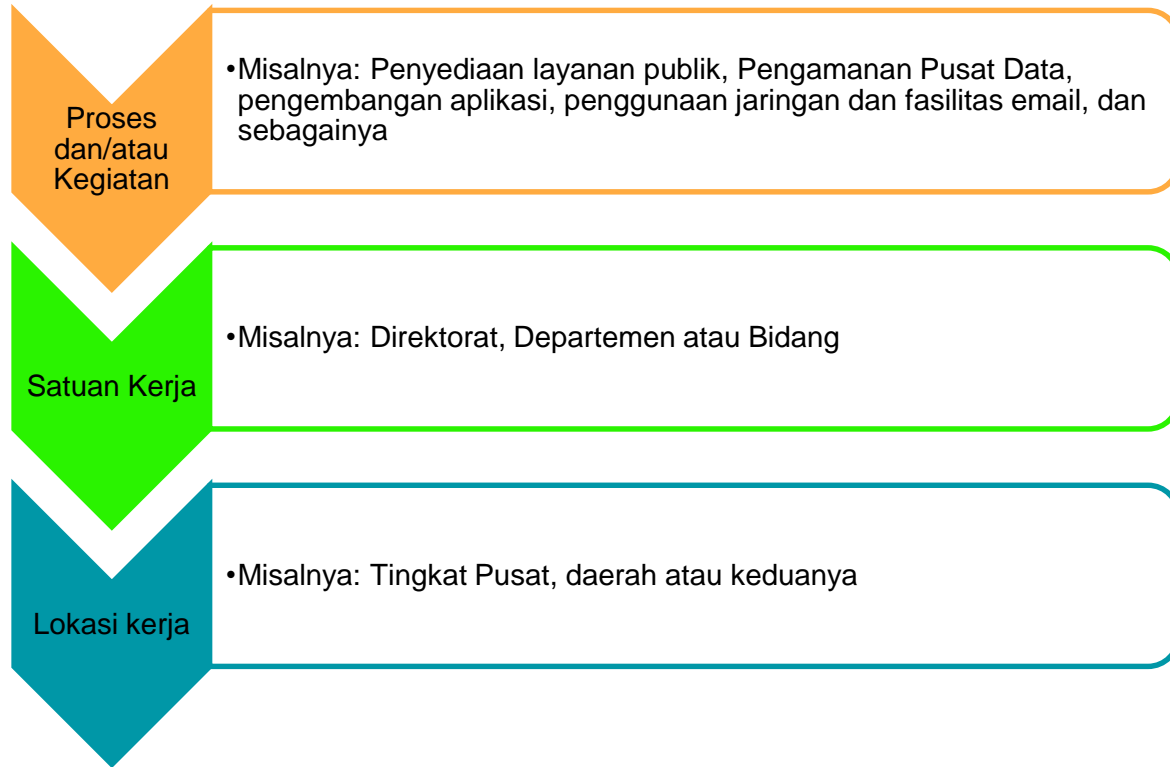 Proses
dan/atau
Kegiatan
•Misalnya: Penyediaan layanan publik, Pengamanan Pusat Data,
pengembangan aplikasi, penggunaan jaringan dan fasilitas email, dan
sebagainya
Satuan Kerja
•Misalnya: Direktorat, Departemen atau Bidang
Lokasi kerja
•Misalnya: Tingkat Pusat, daerah atau keduanya